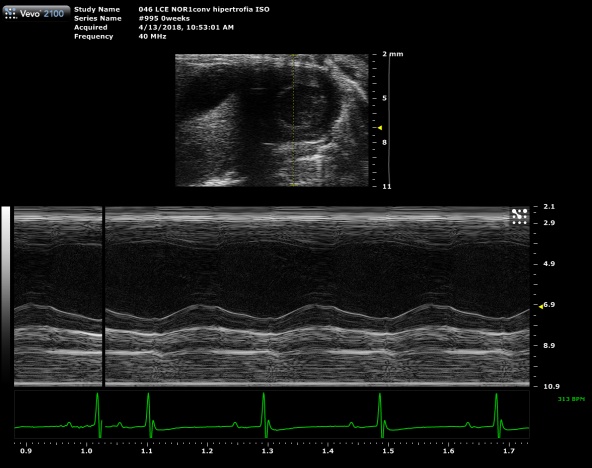 Vevo 2100
Study Name 046 LCE NOR1conv hipertrofia ISO
Series Name #995 0weeks
Acquired 4/13/2018, 10:53:01 AM
Frequency 40 MHz
2 mm
5
8
11
2.1
2.9
4.9
6.9
8.9
10.9
313 BPM
0.9 1.0 1.1 1.2 1.3 1.4 1.5 1.6 1.7